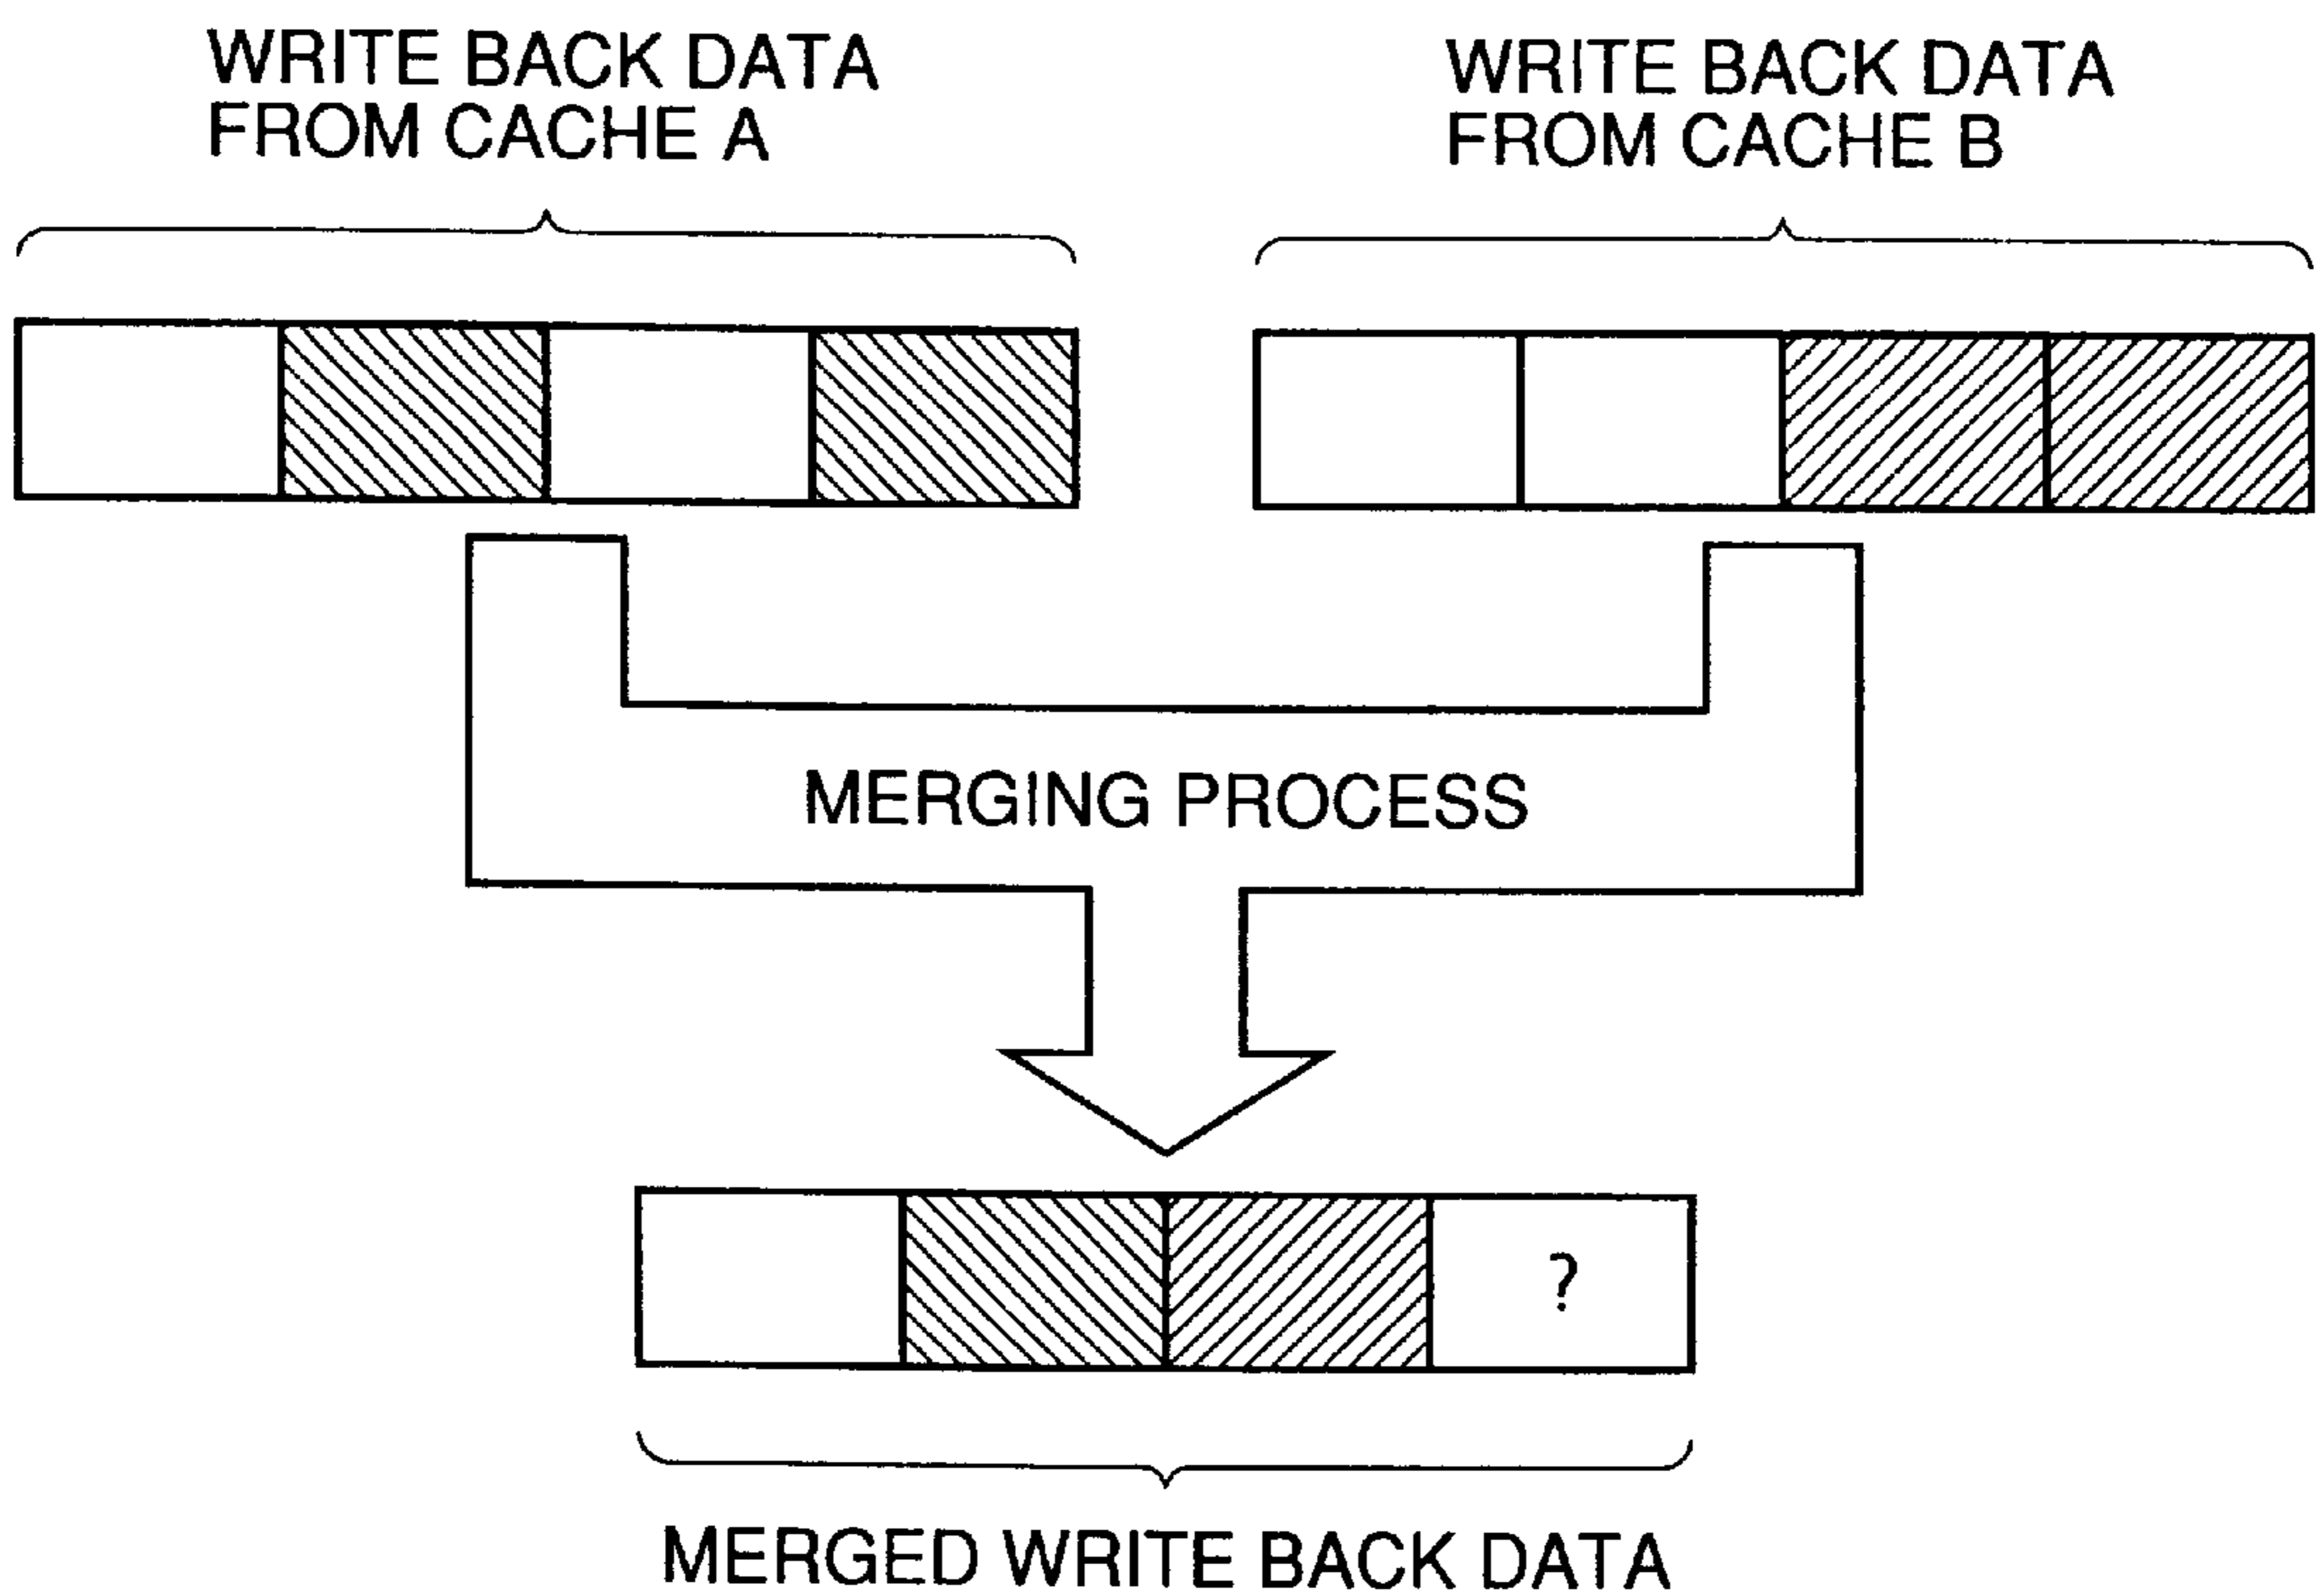 WRITE BACK DATA
FROM CACHE A
WRITE BACK DATA
FROM CACHE B
MERGING PROCESS
?
MERGED WRITE BACK DATA